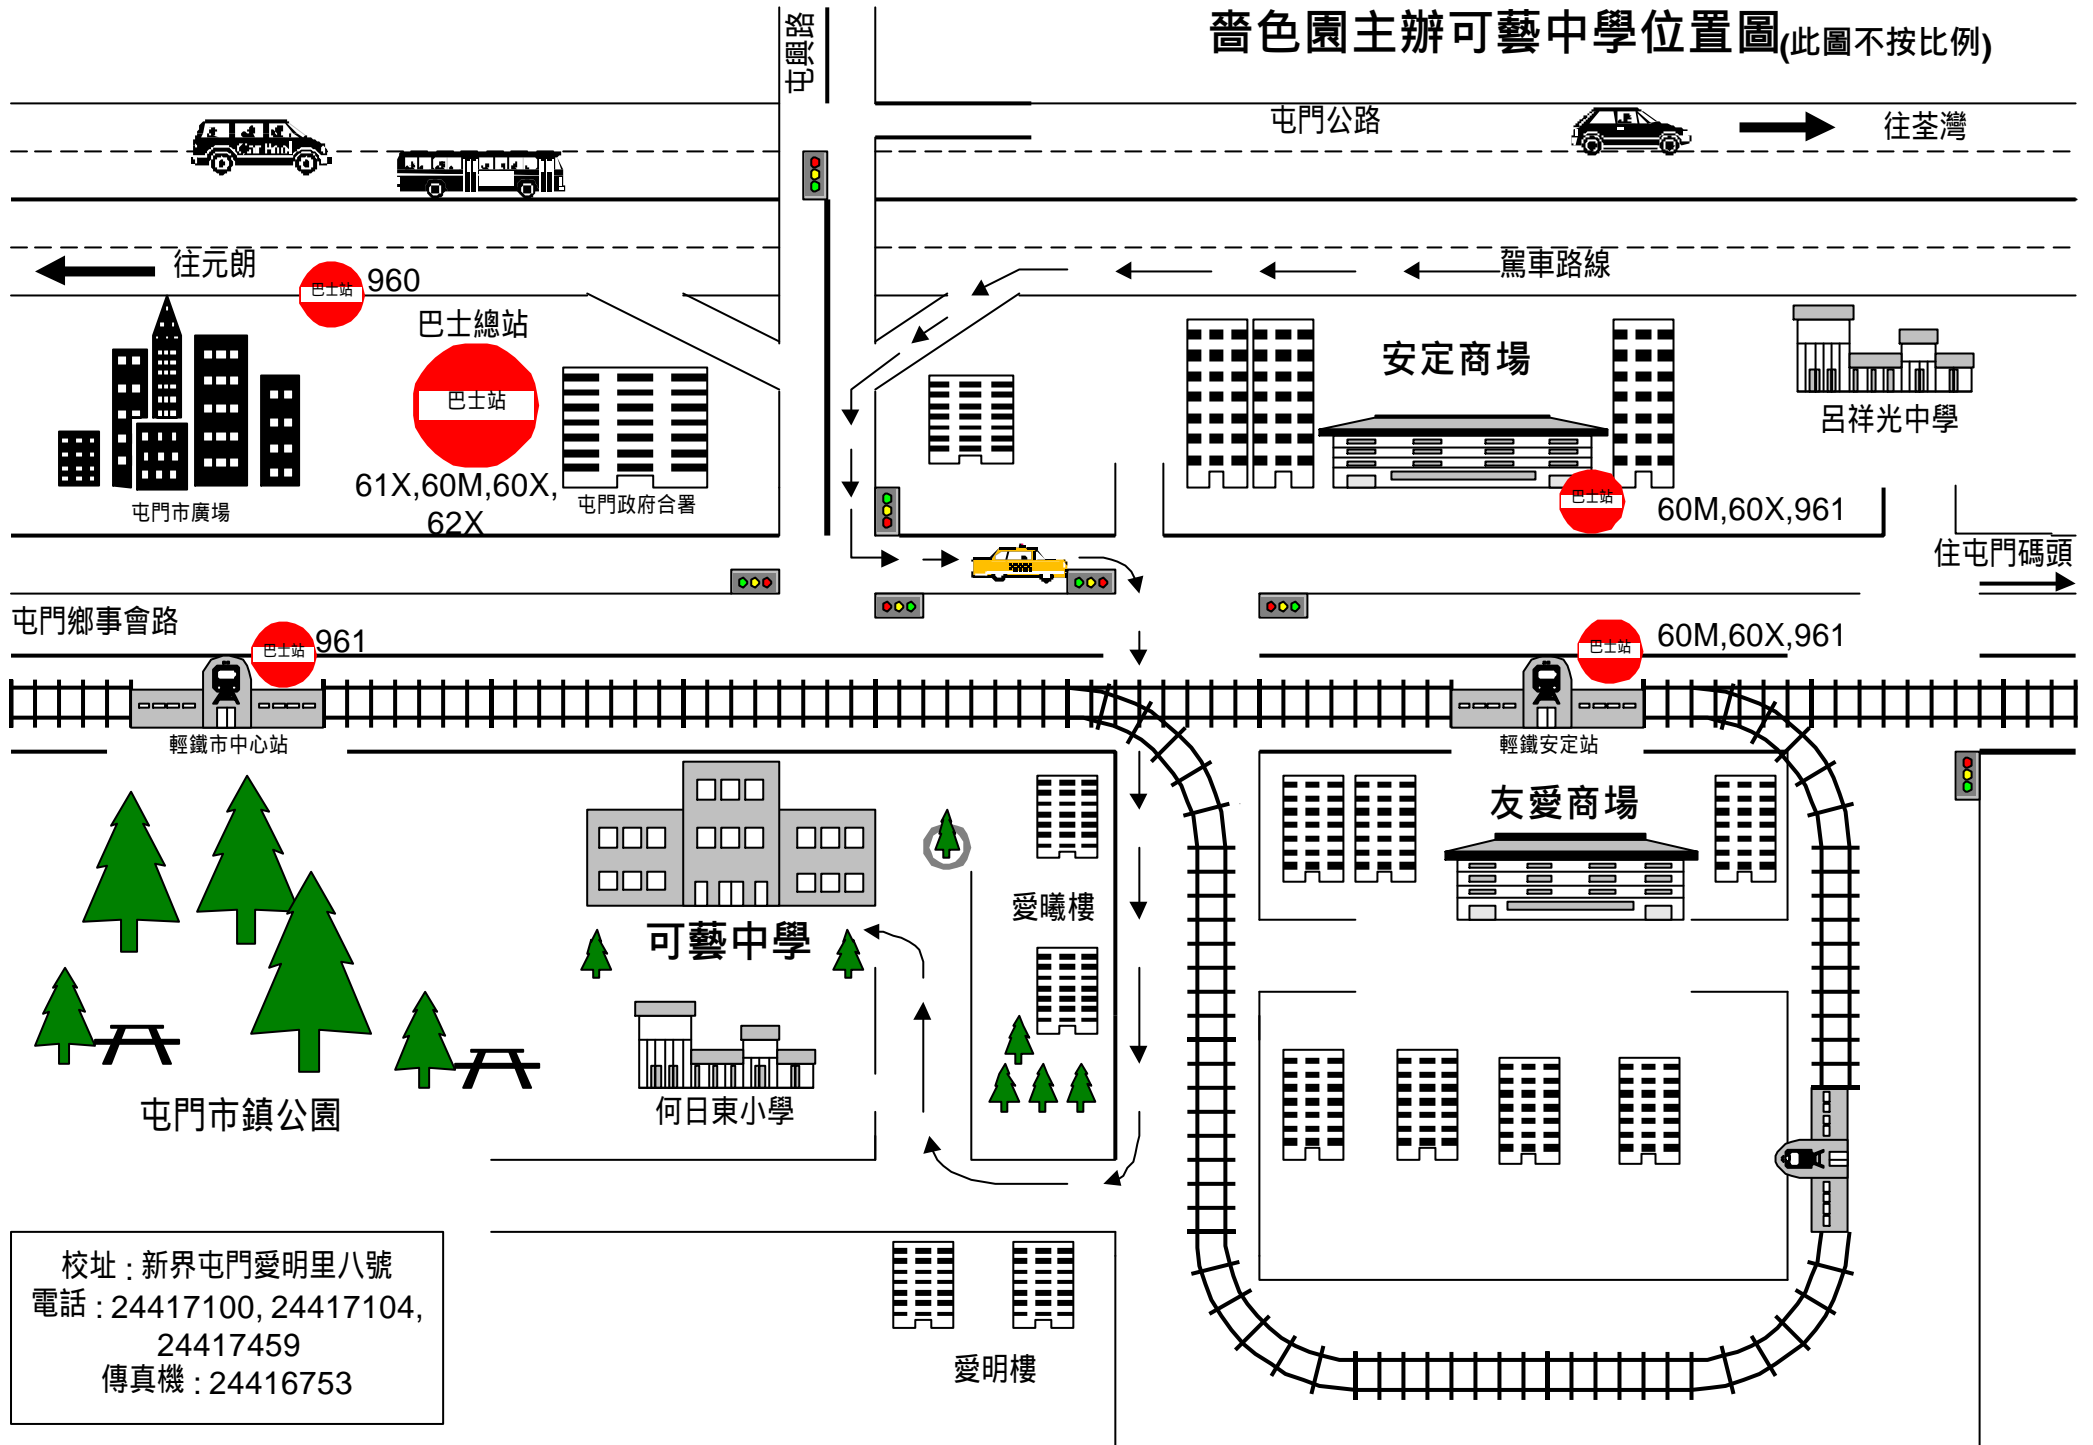 嗇色園主辦可藝中學位置圖(此圖不按比例)
屯興路
屯門公路
往荃灣
往元朗
巴士站
960
駕車路線
巴士總站
巴士站
61X,60M,60X,
62X
屯門市廣場
屯門政府合署
安定商場
呂祥光中學
巴士站
60M,60X,961
住屯門碼頭
屯門鄉事會路
巴士站
961
巴士站
60M,60X,961
輕鐵市中心站
輕鐵安定站
友愛商場
愛曦樓
可藝中學
何日東小學
屯門市鎮公園
校址 : 新界屯門愛明里八號
電話 : 24417100, 24417104,
24417459
傳真機 : 24416753
愛明樓